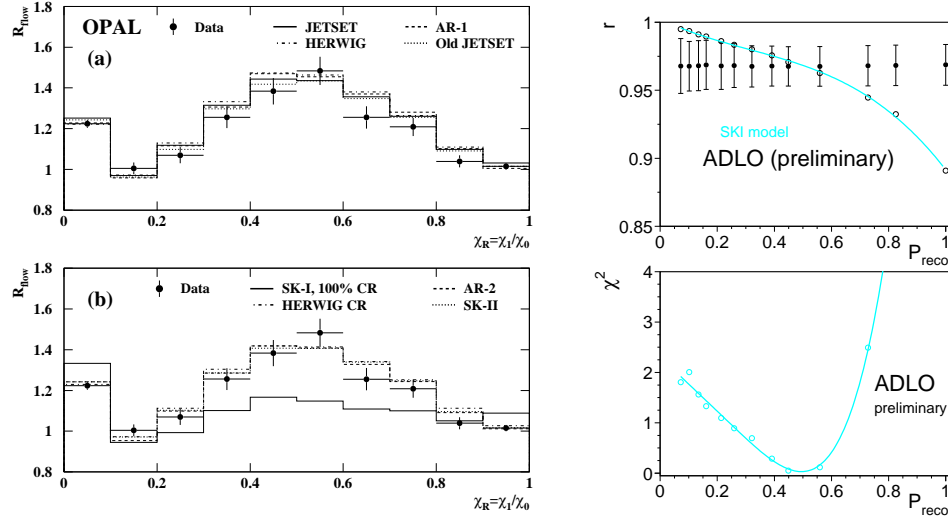 R_flow
1.8
1.6
1.4
1.2
1
0.8
OPAL
Data
JETSET
HERWIG
AR-1
Old JETSET
(a)
0
0.2
0.4
0.6
0.8
1
χ_R=χ_1/χ_0
R_flow
1.8
1.6
1.4
1.2
1
0.8
(b)
Data
SK-I, 100% CR
HERWIG CR
AR-2
SK-II
0
0.2
0.4
0.6
0.8
1
χ_R=χ_1/χ_0
r
1
0.95
0.9
0.85
SKI model
ADLO (preliminary)
0
0.2
0.4
0.6
0.8
1
P_reco
χ²
4
3
2
1
0
ADLO
preliminary
0
0.2
0.4
0.6
0.8
1
P_reco